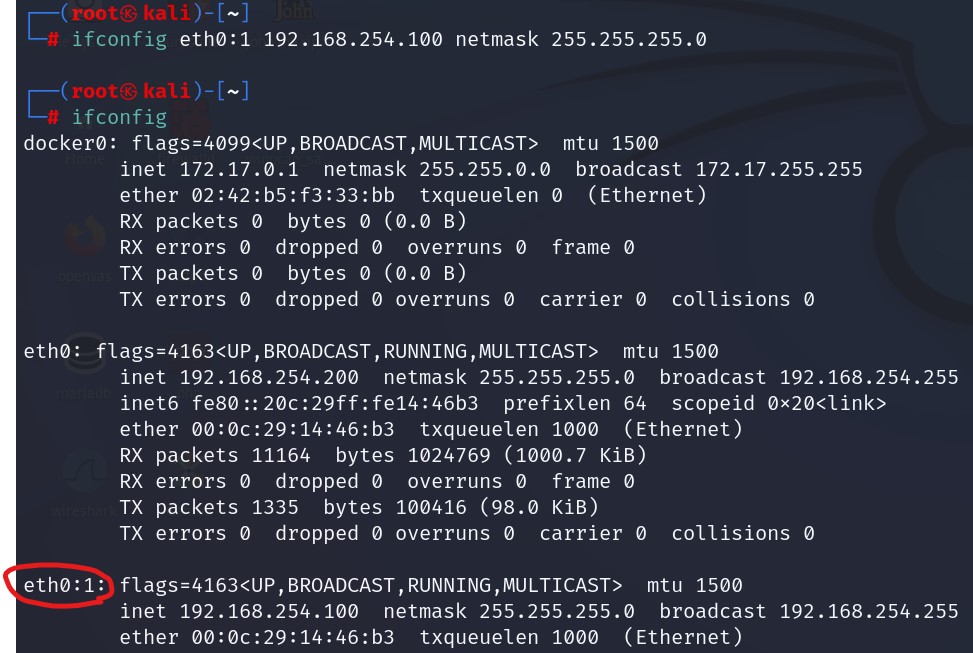 John
┌──(root㉿kali)-[~]
└─# ifconfig eth0:1 192.168.254.100 netmask 255.255.255.0
┌──(root㉿kali)-[~]
└─# ifconfig
docker0: flags=4099<UP,BROADCAST,MULTICAST>  mtu 1500
        inet 172.17.0.1  netmask 255.255.0.0  broadcast 172.17.255.255
        ether 02:42:b5:f3:33:bb  txqueuelen 0  (Ethernet)
        RX packets 0  bytes 0 (0.0 B)
        RX errors 0  dropped 0  overruns 0  frame 0
        TX packets 0  bytes 0 (0.0 B)
        TX errors 0  dropped 0 overruns 0  carrier 0  collisions 0
eth0: flags=4163<UP,BROADCAST,RUNNING,MULTICAST>  mtu 1500
        inet 192.168.254.200  netmask 255.255.255.0  broadcast 192.168.254.255
        inet6 fe80::20c:29ff:fe14:46b3  prefixlen 64  scopeid 0×20<link>
        ether 00:0c:29:14:46:b3  txqueuelen 1000  (Ethernet)
        RX packets 11164  bytes 1024769 (1000.7 KiB)
        RX errors 0  dropped 0  overruns 0  frame 0
        TX packets 1335  bytes 100416 (98.0 KiB)
        TX errors 0  dropped 0 overruns 0  carrier 0  collisions 0
eth0:1: flags=4163<UP,BROADCAST,RUNNING,MULTICAST>  mtu 1500
        inet 192.168.254.100  netmask 255.255.255.0  broadcast 192.168.254.255
        ether 00:0c:29:14:46:b3  txqueuelen 1000  (Ethernet)
Home
openvas
mariadb
wireshark